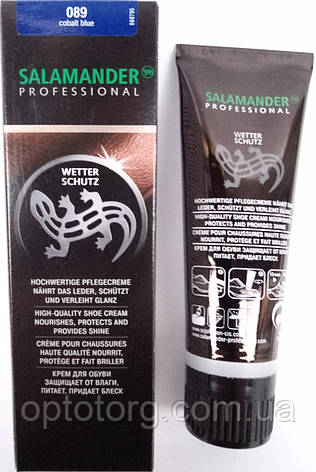 089
cobalt blue
SALAMANDER
PROFESSIONAL
WETTER
SCHUTZ
HOCHWERTIGE PFLEGECREME
NÄHRT DAS LEDER, SCHÜTZT
UND VERLEIHT GLANZ
HIGH-QUALITY SHOE CREAM
NOURISHES, PROTECTS AND
PROVIDES SHINE
CRÈME POUR CHAUSSURES
HAUTE QUALITÉ NOURRIT,
PROTÈGE ET FAIT BRILLER
КРЕМ ДЛЯ ОБУВИ
ЗАЩИЩАЕТ ОТ ВЛАГИ,
ПИТАЕТ, ПРИДАЕТ БЛЕСК
SALAMANDER
PROFESSIONAL
WETTER
SCHUTZ
HOCHWERTIGE PFLEGECREME NÄHRT
DAS LEDER, SCHÜTZT UND VERLEIHT GLANZ
HIGH-QUALITY SHOE CREAM NOURISHES,
PROTECTS AND PROVIDES SHINE
CRÈME POUR CHAUSSURES HAUTE
NOURRIT, PROTÈGE ET FAIT
КРЕМ ДЛЯ ОБУВИ ЗАЩИЩАЕТ ОТ
ПИТАЕТ, ПРИДАЕТ БЛЕСК
optotorg.com.ua